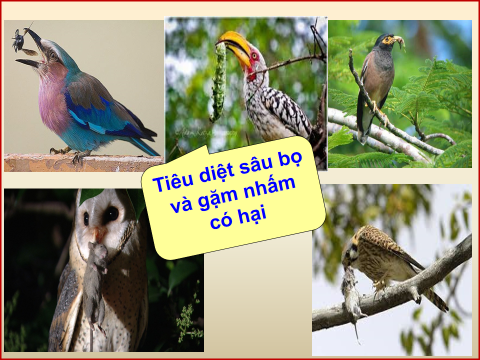 Tiêu diệt sâu bọ
và gặm nhấm
có hại